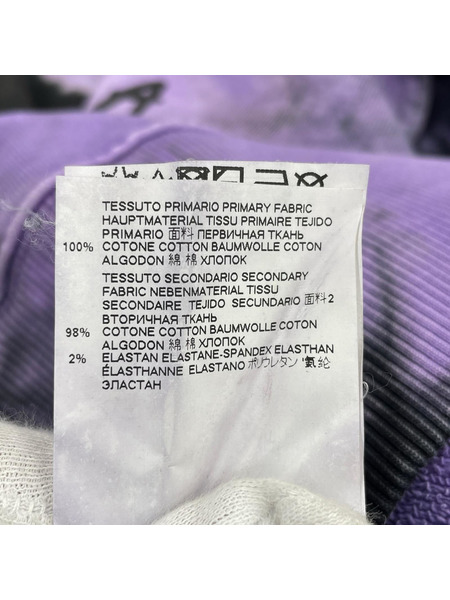 TESSUTO PRIMARIO PRIMARY FABRIC
HAUPTMATERIAL TISSU PRIMAIRE TEJIDO
PRIMARIO 面料 ПЕРВИЧНАЯ ТКАНЬ
100% COTONE COTTON BAUMWOLLE COTON
ALGODON 綿 棉 ХЛОПОК
TESSUTO SECONDARIO SECONDARY
FABRIC NEBENMATERIAL TISSU
SECONDAIRE TEJIDO SECUNDARIO 面料2
ВТОРИЧНАЯ ТКАНЬ
98% COTONE COTTON BAUMWOLLE COTON
ALGODON 綿 棉 ХЛОПОК
2% ELASTAN ELASTANE-SPANDEX ELASTHAN
ÉLASTHANNE ELASTANO ポリウレタン '氨纶
ЭЛАСТАН